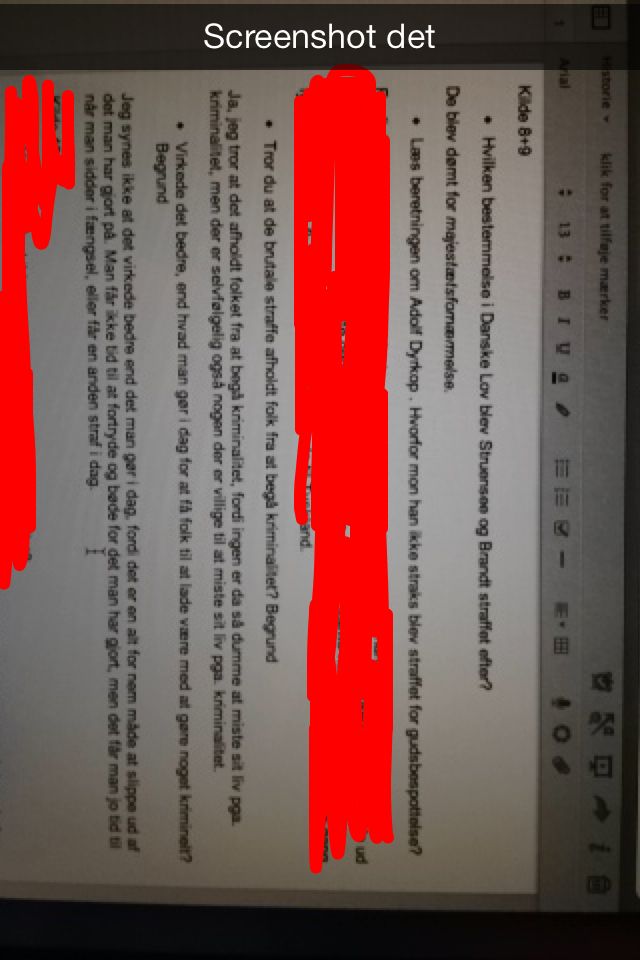 Screenshot det
Historie klik for at tilføje mærker
1 Arial 13 B I U a
Kilde 8+9
• Hvilken bestemmelse i Danske Lov blev Struensee og Brandt straffet efter?
De blev dømt for majestætsfornærmelse.
• Læs beretningen om Adolf Dyrkop . Hvorfor mon han ikke straks blev straffet for gudsbespottelse?
ud
and.
• Tror du at de brutale straffe afholdt folk fra at begå kriminalitet? Begrund
Ja, jeg tror at det afholdt folket fra at begå kriminalitet, fordi ingen er da så dumme at miste sit liv pga.
kriminalitet, men der er selvfølgelig også nogen der er villige til at miste sit liv pga. kriminalitet.
• Virkede det bedre, end hvad man gør i dag for at få folk til at lade være med at gøre noget kriminelt?
Begrund
Jeg synes ikke at det virkede bedre end det man gør i dag, fordi det er en alt for nem måde at slippe ud af
det man har gjort på. Man får ikke tid til at fortryde og bøde for det man har gjort, men det får man jo tid til
når man sidder i fængsel, eller får en anden straf i dag.